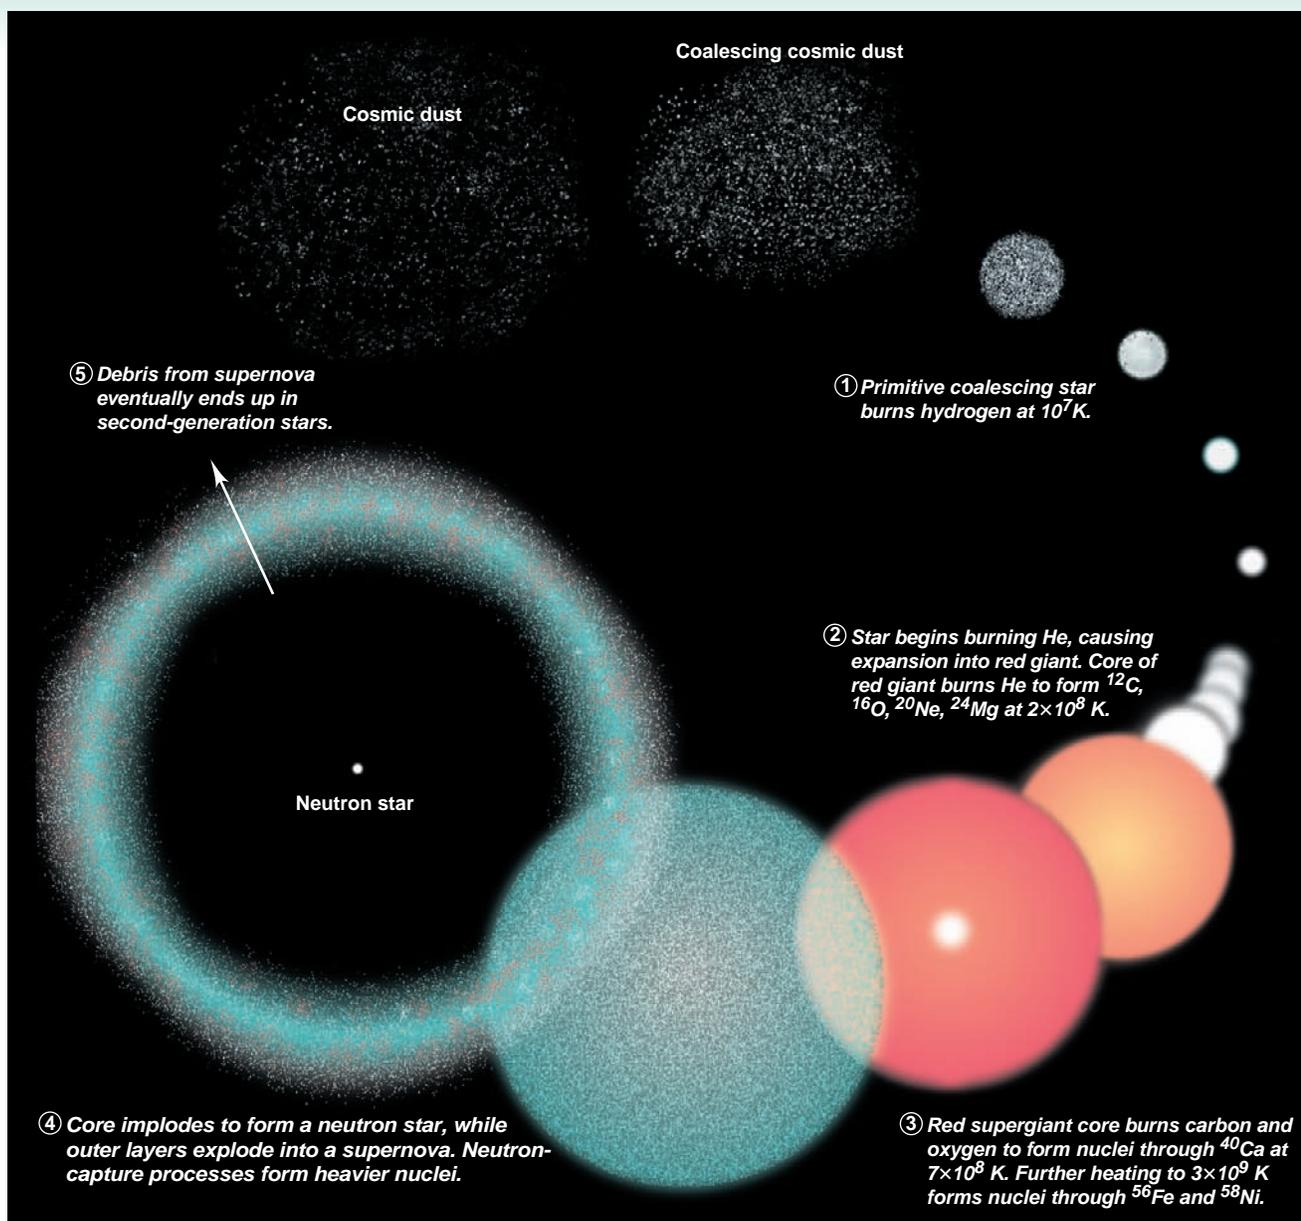 Coalescing cosmic dust
Cosmic dust
① Primitive coalescing star
burns hydrogen at 10⁷K.
② Star begins burning He, causing
expansion into red giant. Core of
red giant burns He to form ¹²C,
¹⁶O, ²⁰Ne, ²⁴Mg at 2×10⁸ K.
③ Red supergiant core burns carbon and
oxygen to form nuclei through ⁴⁰Ca at
7×10⁸ K. Further heating to 3×10⁹ K
forms nuclei through ⁵⁶Fe and ⁵⁸Ni.
④ Core implodes to form a neutron star, while
outer layers explode into a supernova. Neutron-
capture processes form heavier nuclei.
Neutron star
⑤ Debris from supernova
eventually ends up in
second-generation stars.